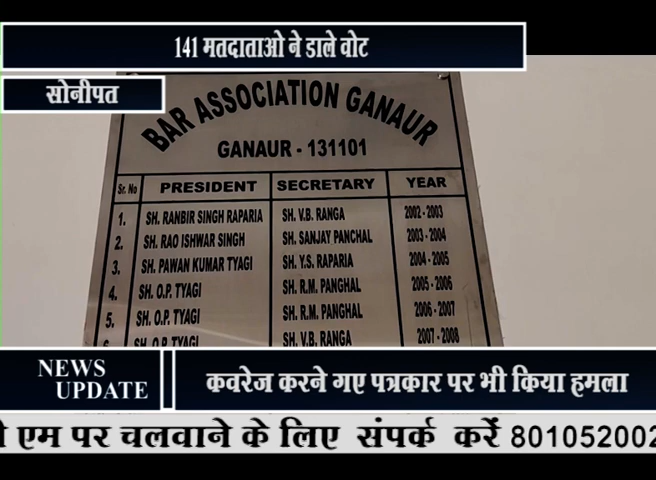 141 मतदाताओ ने डाले वोट
सोनीपत
BAR ASSOCIATION GANAUR
GANAUR - 131101
Sr. No PRESIDENT SECRETARY YEAR
1. SH. RANBIR SINGH RAPARIA SH. V.B. RANGA 2002 - 2003
2. SH. RAO ISHWAR SINGH SH. SANJAY PANCHAL 2003 - 2004
3. SH. PAWAN KUMAR TYAGI SH. Y.S. RAPARIA 2004 - 2005
4. SH. O.P. TYAGI SH. R.M. PANGHAL 2005 - 2006
5. SH. O.P. TYAGI SH. R.M. PANGHAL 2006 - 2007
SH. O.P. TYAGI SH. V.B. RANGA 2007 - 2008
NEWS UPDATE
कवरेज करने गए पत्रकार पर भी किया हमला
एम पर चलवाने के लिए संपर्क करें 801052002